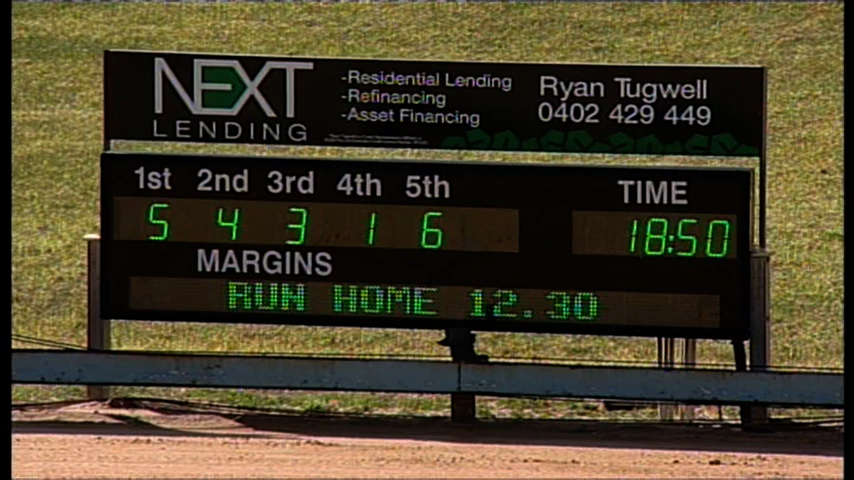 NEXT
LENDING
-Residential Lending
-Refinancing
-Asset Financing
Ryan Tugwell
0402 429 449
1st 2nd 3rd 4th 5th TIME
5 4 3 1 6 18:50
MARGINS
RUN HOME 12.30